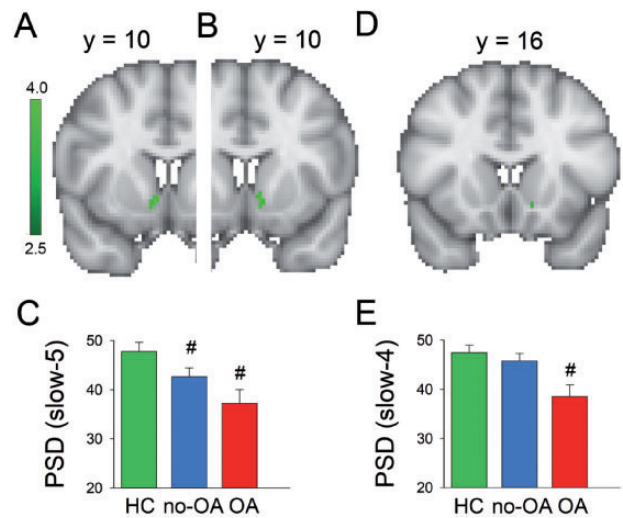 A
y = 10
B
y = 10
D
y = 16
4.0
2.5
C
PSD (slow-5)
50
40
30
20
#
#
HC no-OA OA
E
PSD (slow-4)
50
40
30
20
#
HC no-OA OA